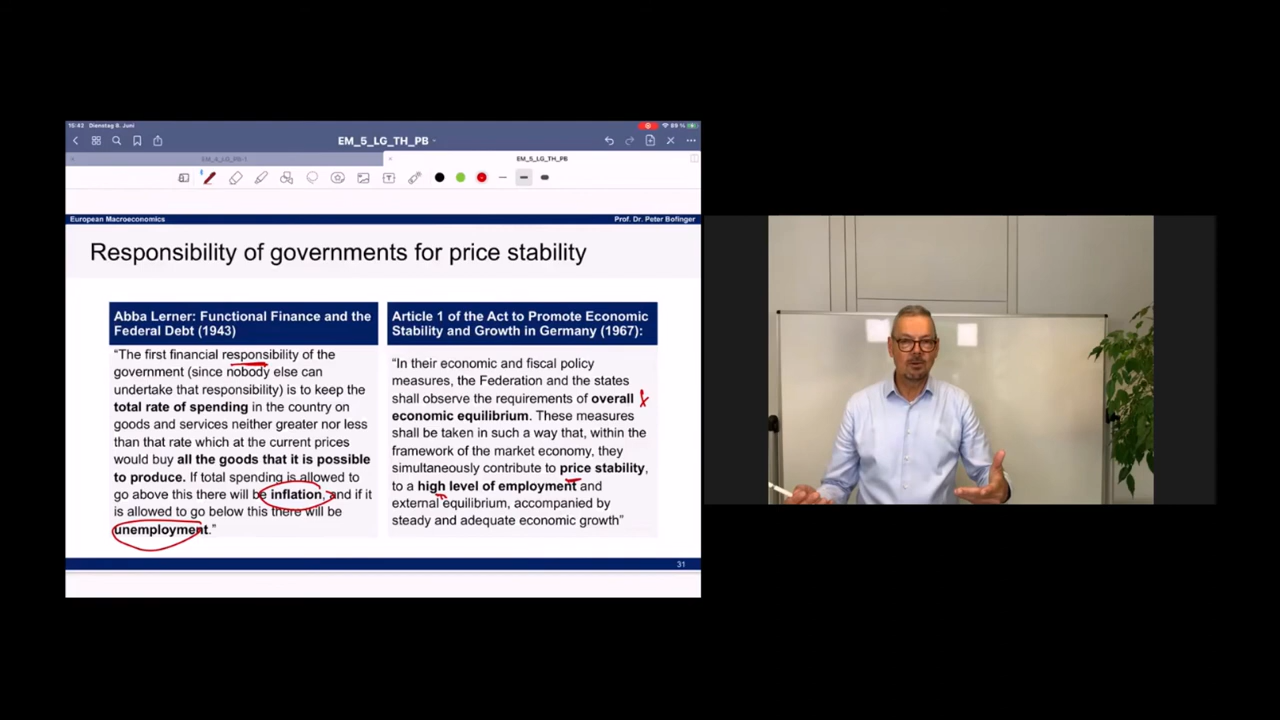 15:43 Dienstag 6. Juni
89 %
EM_5_LG_TH_PB
EM_4_LG_PB-1
EM_5_LG_TH_PB
European Macroeconomics
Prof. Dr. Peter Bofinger
Responsibility of governments for price stability
Abba Lerner: Functional Finance and the
Federal Debt (1943)
“The first financial responsibility of the
government (since nobody else can
undertake that responsibility) is to keep the
total rate of spending in the country on
goods and services neither greater nor less
than that rate which at the current prices
would buy all the goods that it is possible
to produce. If total spending is allowed to
go above this there will be inflation, and if it
is allowed to go below this there will be
unemployment.”
Article 1 of the Act to Promote Economic
Stability and Growth in Germany (1967):
“In their economic and fiscal policy
measures, the Federation and the states
shall observe the requirements of overall
economic equilibrium. These measures
shall be taken in such a way that, within the
framework of the market economy, they
simultaneously contribute to price stability,
to a high level of employment and
external equilibrium, accompanied by
steady and adequate economic growth”
31